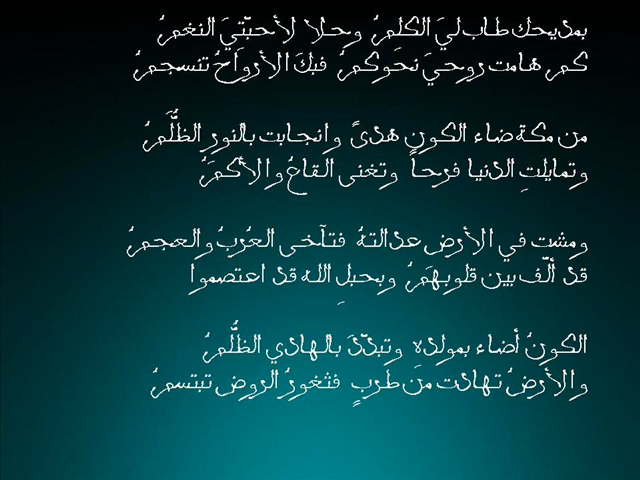 بمديحك طاب ليَ الكلمُ وحلا لأحبّتيَ النغمُ
كم هامت روحيَ نحوكمُ فبكَ الأرواحُ تنسجمُ
من مكة ضاء الكون هدىً وانجابت بالنور الظُّلَمُ
وتمايلتِ الدنيا فرحاً وتغنى القاعُ والأكمُ
ومشت في الأرض عدالتهُ فتآخى العُرْبُ والعجمُ
قد ألّف بين قلوبهمُ وبحبلِ الله قد اعتصموا
الكونُ أضاء بمولده وتبدّدَ بالهادي الظُّلَمُ
والأرضُ تهادت من طَربٍ فثغورُ الروض تبتسمُ